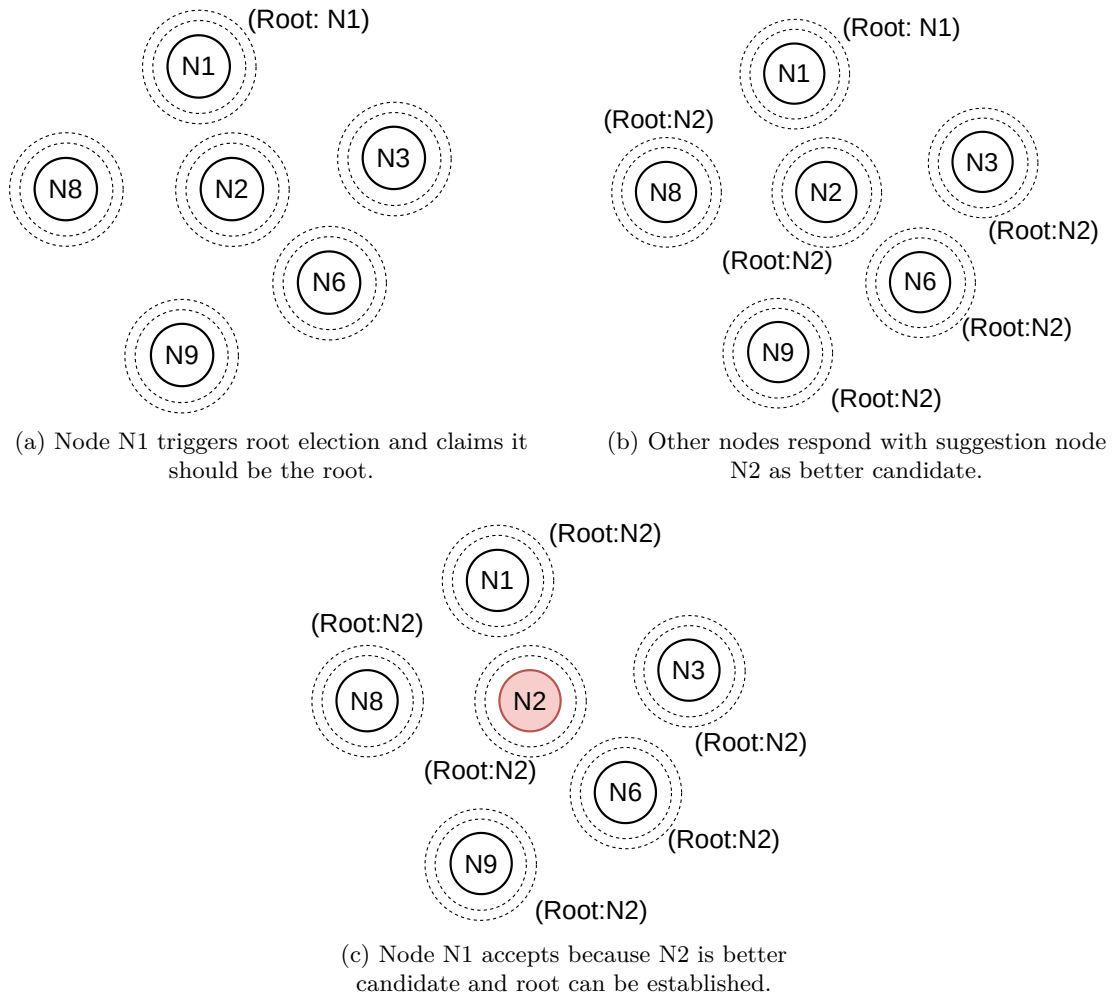 (Root: N1)
N1
N3
N8
N2
N6
N9
(a) Node N1 triggers root election and claims it
should be the root.
(Root: N1)
N1
(Root:N2)
N3
N8
N2
(Root:N2)
(Root:N2)
N6
(Root:N2)
N9
(Root:N2)
(b) Other nodes respond with suggestion node
N2 as better candidate.
(Root:N2)
N1
(Root:N2)
N3
N8
N2
(Root:N2)
(Root:N2)
N6
(Root:N2)
N9
(Root:N2)
(c) Node N1 accepts because N2 is better
candidate and root can be established.